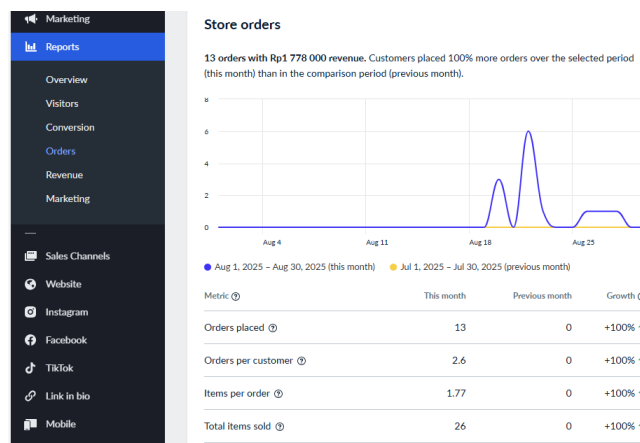 Marketing
Reports
Overview
Visitors
Conversion
Orders
Revenue
Marketing
Sales Channels
Website
Instagram
Facebook
TikTok
Link in bio
Mobile
Store orders
13 orders with Rp1 778 000 revenue. Customers placed 100% more orders over the selected period
(this month) than in the comparison period (previous month).
8
6
4
2
0
Aug 4 Aug 11 Aug 18 Aug 25
Aug 1, 2025 – Aug 30, 2025 (this month) Jul 1, 2025 – Jul 30, 2025 (previous month)
Metric This month Previous month Growth
Orders placed 13 0 +100%
Orders per customer 2.6 0 +100%
Items per order 1.77 0 +100%
Total items sold 26 0 +100%